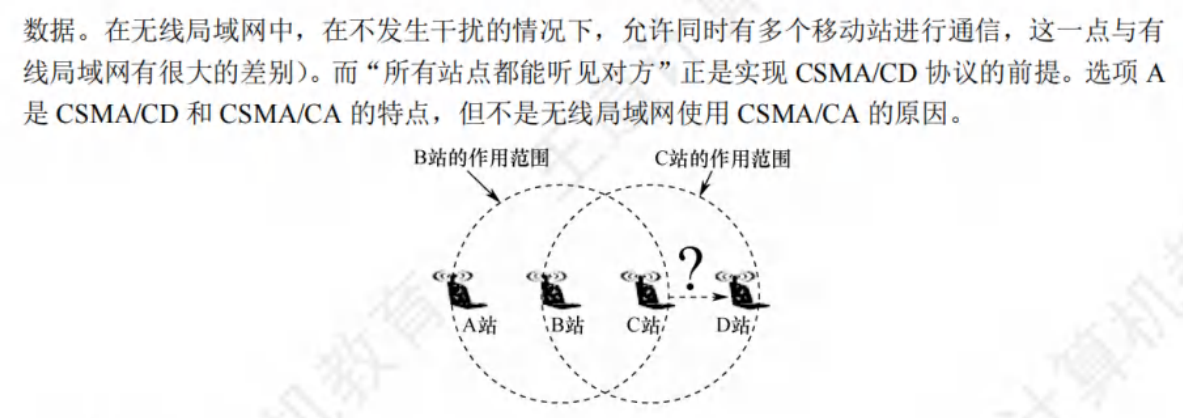 数据。在无线局域网中，在不发生干扰的情况下，允许同时有多个移动站进行通信，这一点与有
线局域网有很大的差别）。而“所有站点都能听见对方”正是实现 CSMA/CD 协议的前提。选项 A
是 CSMA/CD 和 CSMA/CA 的特点，但不是无线局域网使用 CSMA/CA 的原因。
B站的作用范围 C站的作用范围
?
A站 B站 C站 D站
机教育
计算机